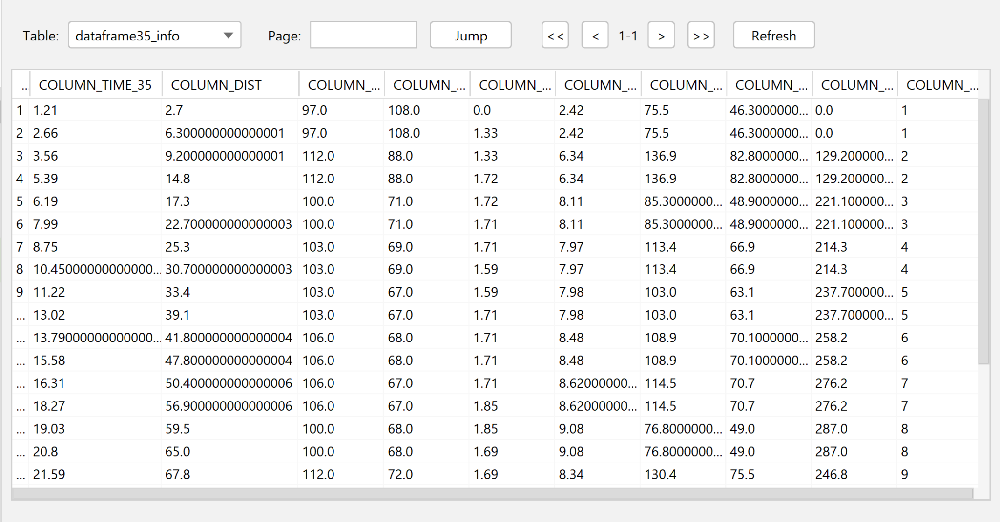 Table: dataframe35_info Page: Jump << < 1-1 > >> Refresh
... COLUMN_TIME_35 COLUMN_DIST COLUMN_... COLUMN_... COLUMN_... COLUMN_... COLUMN_... COLUMN_... COLUMN_... COLUMN_...
1 1.21 2.7 97.0 108.0 0.0 2.42 75.5 46.3000000... 0.0 1
2 2.66 6.300000000000001 97.0 108.0 1.33 2.42 75.5 46.3000000... 0.0 1
3 3.56 9.200000000000001 112.0 88.0 1.33 6.34 136.9 82.8000000... 129.200000... 2
4 5.39 14.8 112.0 88.0 1.72 6.34 136.9 82.8000000... 129.200000... 2
5 6.19 17.3 100.0 71.0 1.72 8.11 85.3000000... 48.9000000... 221.100000... 3
6 7.99 22.700000000000003 100.0 71.0 1.71 8.11 85.3000000... 48.9000000... 221.100000... 3
7 8.75 25.3 103.0 69.0 1.71 7.97 113.4 66.9 214.3 4
8 10.45000000000000... 30.700000000000003 103.0 69.0 1.59 7.97 113.4 66.9 214.3 4
9 11.22 33.4 103.0 67.0 1.59 7.98 103.0 63.1 237.700000... 5
... 13.02 39.1 103.0 67.0 1.71 7.98 103.0 63.1 237.700000... 5
... 13.79000000000000... 41.800000000000004 106.0 68.0 1.71 8.48 108.9 70.1000000... 258.2 6
... 15.58 47.800000000000004 106.0 68.0 1.71 8.48 108.9 70.1000000... 258.2 6
... 16.31 50.400000000000006 106.0 67.0 1.71 8.62000000... 114.5 70.7 276.2 7
... 18.27 56.900000000000006 106.0 67.0 1.85 8.62000000... 114.5 70.7 276.2 7
... 19.03 59.5 100.0 68.0 1.85 9.08 76.8000000... 49.0 287.0 8
... 20.8 65.0 100.0 68.0 1.69 9.08 76.8000000... 49.0 287.0 8
... 21.59 67.8 112.0 72.0 1.69 8.34 130.4 75.5 246.8 9